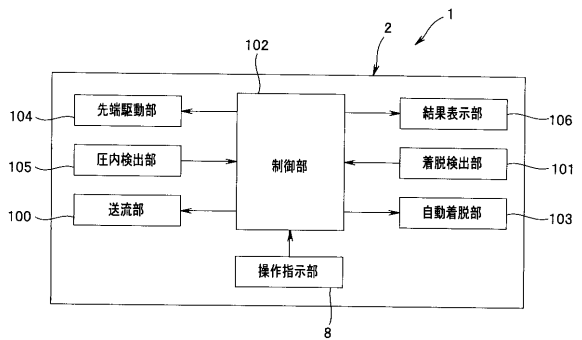 1
2
102
104
先端駆動部
結果表示部
106
105
圧内検出部
制御部
着脱検出部
101
100
送流部
自動着脱部
103
操作指示部
8